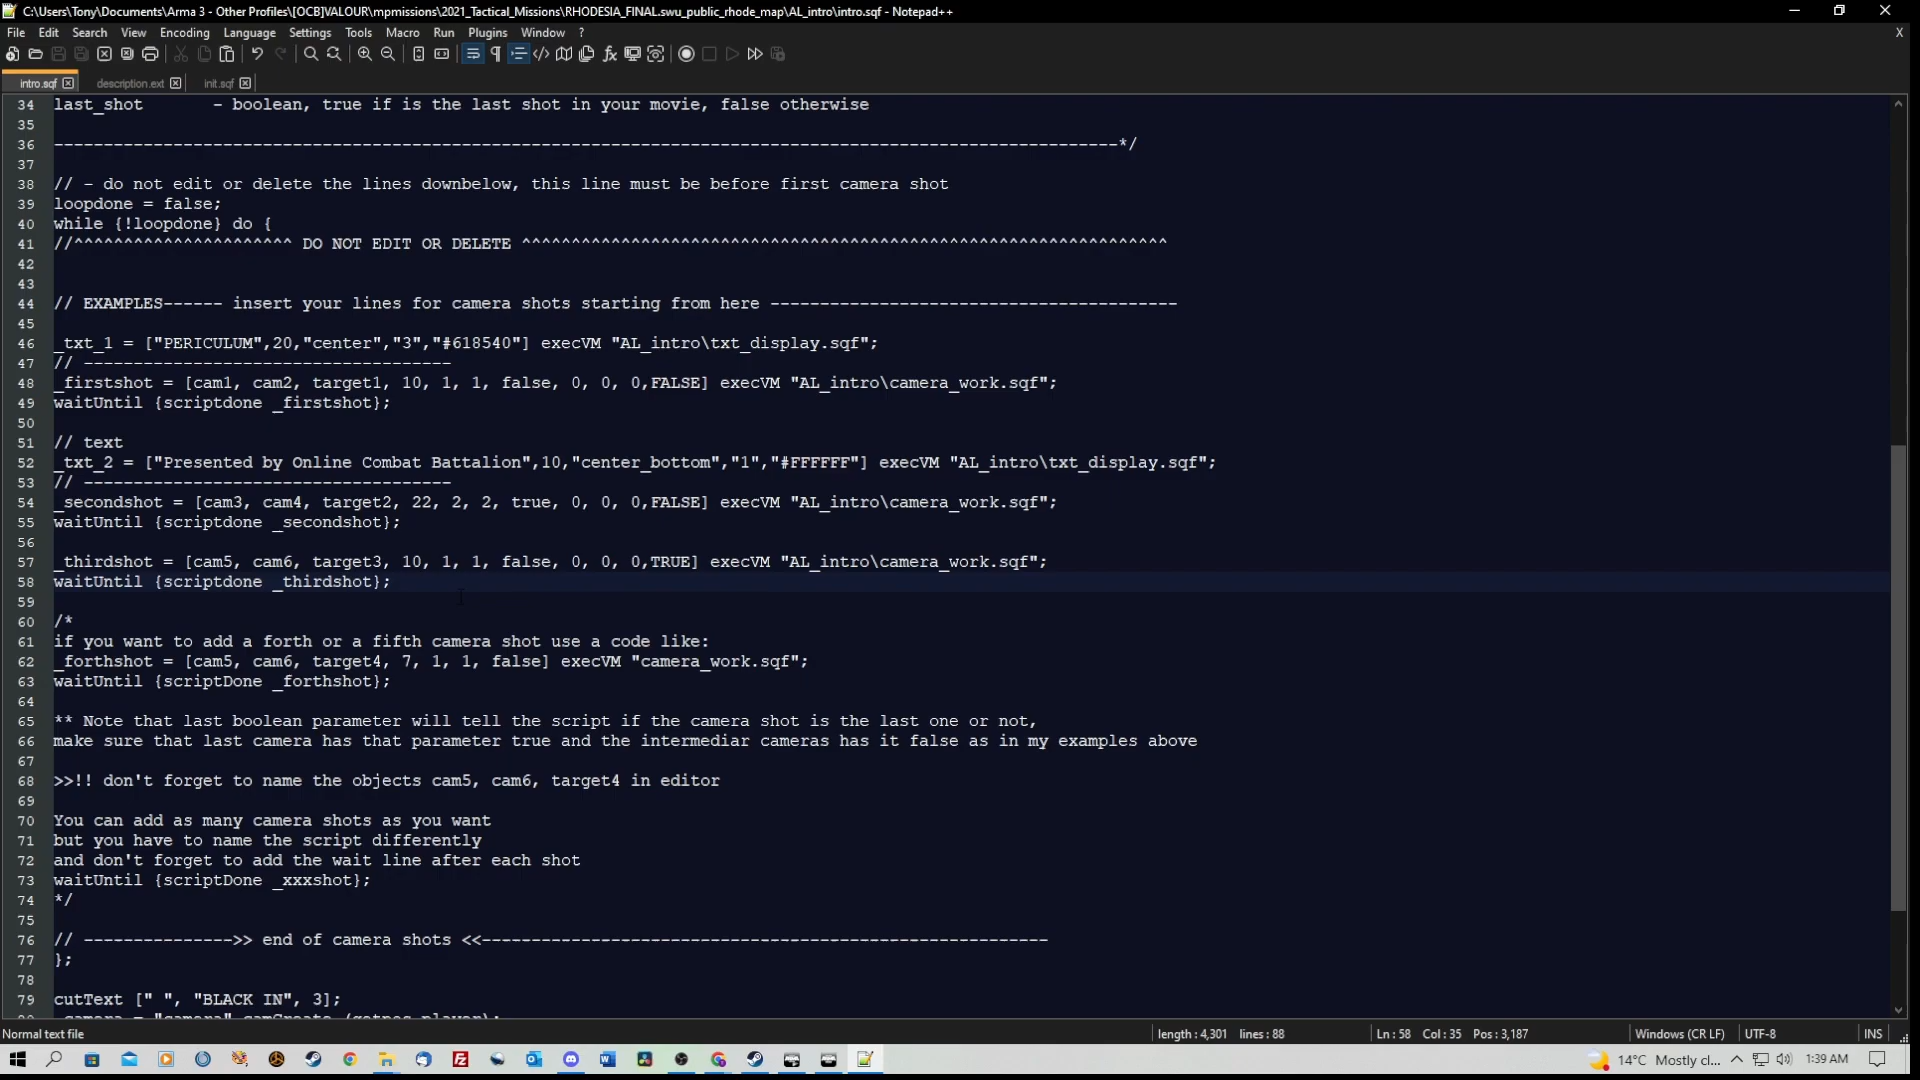 C:\Users\Tony\Documents\Arma 3 - Other Profiles\[OCB]VALOUR\mpmissions\2021_Tactical_Missions\RHODESIA_FINAL.swu_public_rhode_map\AL_intro\intro.sqf - Notepad++
File Edit Search View Encoding Language Settings Tools Macro Run Plugins Window ? X
intro.sqf description.ext init.sqf
34 last_shot - boolean, true if is the last shot in your movie, false otherwise
35
36 -----------------------------------------------------------------------------------------------------------*/
37
38 // - do not edit or delete the lines downbelow, this line must be before first camera shot
39 loopdone = false;
40 while {!loopdone} do {
41 //^^^^^^^^^^^^^^^^^^^^^^ DO NOT EDIT OR DELETE ^^^^^^^^^^^^^^^^^^^^^^^^^^^^^^^^^^^^^^^^^^^^^^^^^^^^^^^^^^^^^^^^^
42
43
44 // EXAMPLES------ insert your lines for camera shots starting from here -----------------------------------------
45
46 _txt_1 = ["PERICULUM",20,"center","3","#618540"] execVM "AL_intro\txt_display.sqf";
47 // -------------------------------------
48 _firstshot = [cam1, cam2, target1, 10, 1, 1, false, 0, 0, 0,FALSE] execVM "AL_intro\camera_work.sqf";
49 waitUntil {scriptdone _firstshot};
50
51 // text
52 _txt_2 = ["Presented by Online Combat Battalion",10,"center_bottom","1","#FFFFFF"] execVM "AL_intro\txt_display.sqf";
53 // -------------------------------------
54 _secondshot = [cam3, cam4, target2, 22, 2, 2, true, 0, 0, 0,FALSE] execVM "AL_intro\camera_work.sqf";
55 waitUntil {scriptdone _secondshot};
56
57 _thirdshot = [cam5, cam6, target3, 10, 1, 1, false, 0, 0, 0,TRUE] execVM "AL_intro\camera_work.sqf";
58 waitUntil {scriptdone _thirdshot};
59
60 /*
61 if you want to add a forth or a fifth camera shot use a code like:
62 _forthshot = [cam5, cam6, target4, 7, 1, 1, false] execVM "camera_work.sqf";
63 waitUntil {scriptDone _forthshot};
64
65 ** Note that last boolean parameter will tell the script if the camera shot is the last one or not,
66 make sure that last camera has that parameter true and the intermediar cameras has it false as in my examples above
67
68 >>!! don't forget to name the objects cam5, cam6, target4 in editor
69
70 You can add as many camera shots as you want
71 but you have to name the script differently
72 and don't forget to add the wait line after each shot
73 waitUntil {scriptDone _xxxshot};
74 */
75
76 // --------------->> end of camera shots <<---------------------------------------------------------
77 };
78
79 cutText [" ", "BLACK IN", 3];
80 _camera = "camera" camCreate (getpos player);
Normal text file length : 4,301 lines : 88 Ln : 58 Col : 35 Pos : 3,187 Windows (CR LF) UTF-8 INS
14°C Mostly cl... 1:39 AM